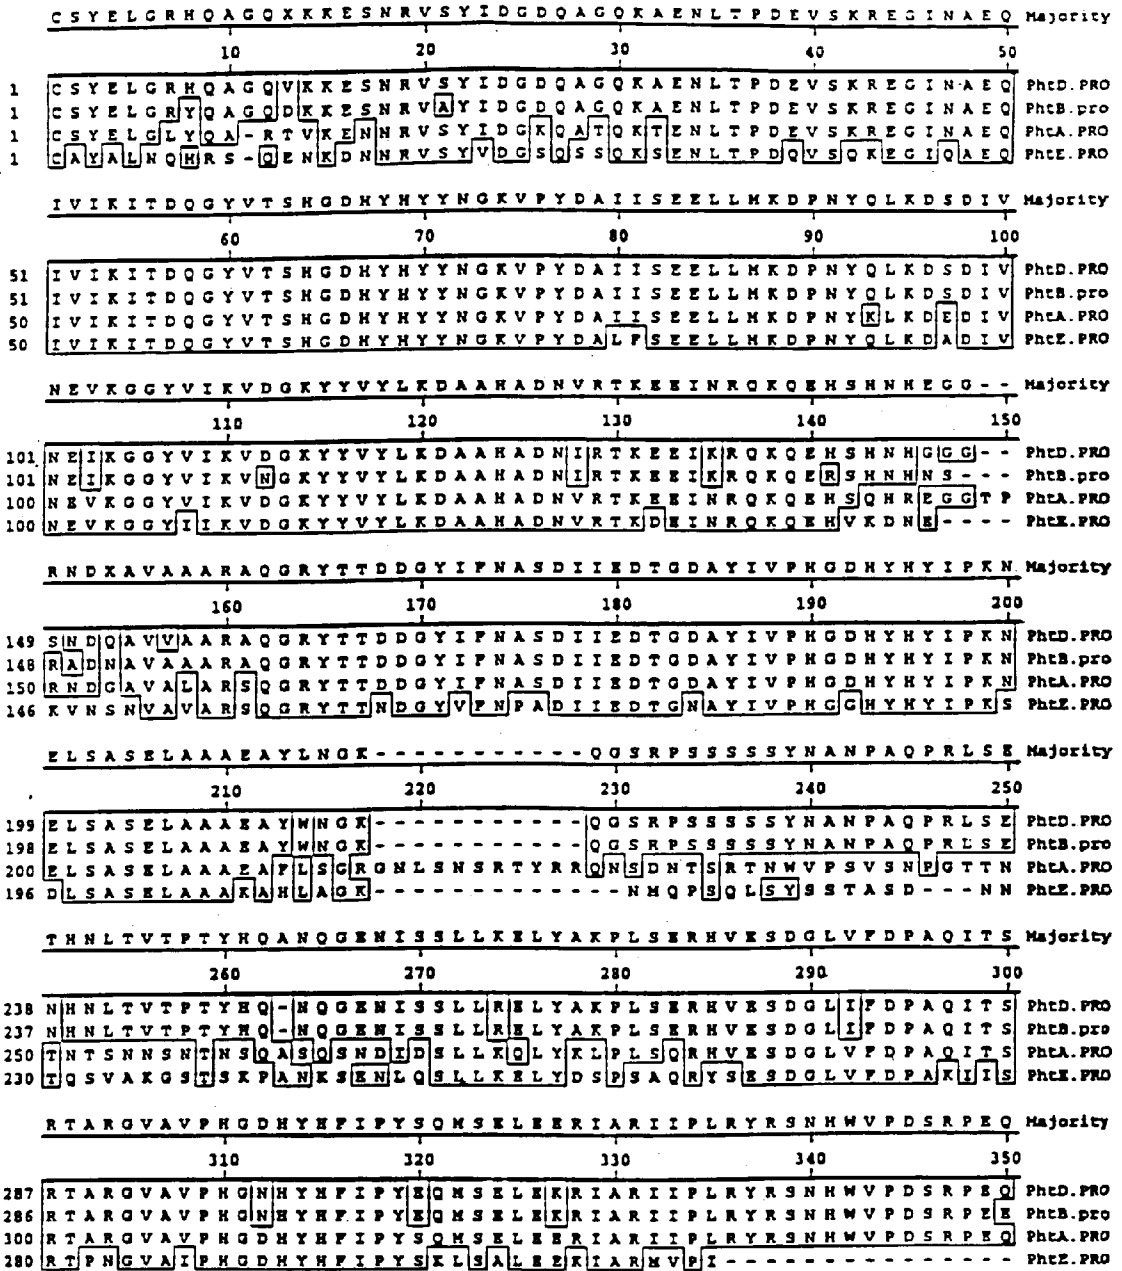 C S Y E L G R H Q A G Q X K K E S N R V S Y I D G D Q A G Q K A E N L T P D E V S K R E G I N A E Q Majority
10 20 30 40 50
1 C S Y E L G R H Q A G Q V K K E S N R V S Y I D G D Q A G Q K A E N L T P D E V S K R E G I N A E Q PhtD.PRO
1 C S Y E L G R Y Q A G Q D K K E S N R V A Y I D G D Q A G Q K A E N L T P D E V S K R E G I N A E Q PhtB.pro
1 C S Y E L G L Y Q A - R T V K E N N R V S Y I D G K Q A T Q K T E N L T P D E V S K R E G I N A E Q PhtA.PRO
1 C A Y A L N Q H R S - Q E N K D N N R V S Y V D G S Q S S Q K S E N L T P D Q V S Q K E G I Q A E Q PhtE.PRO
I V I K I T D Q G Y V T S H G D H Y H Y Y N G K V P Y D A I I S E E L L M K D P N Y Q L K D S D I V Majority
60 70 80 90 100
51 I V I K I T D Q G Y V T S H G D H Y H Y Y N G K V P Y D A I I S E E L L M K D P N Y Q L K D S D I V PhtD.PRO
51 I V I K I T D Q G Y V T S H G D H Y H Y Y N G K V P Y D A I I S E E L L M K D P N Y Q L K D S D I V PhtB.pro
50 I V I K I T D Q G Y V T S H G D H Y H Y Y N G K V P Y D A I I S E E L L M K D P N Y K L K D E D I V PhtA.PRO
50 I V I K I T D Q G Y V T S H G D H Y H Y Y N G K V P Y D A L F S E E L L M K D P N Y Q L K D A D I V PhtE.PRO
N E V K G G Y V I K V D G K Y Y V Y L K D A A H A D N V R T K E E I N R Q K Q E H S H N H E G G - - Majority
110 120 130 140 150
101 N E I K G G Y V I K V D G K Y Y V Y L K D A A H A D N I R T K E E I K R Q K Q E H S H N H G G G - - PhtD.PRO
101 N E I K G G Y V I K V N G K Y Y V Y L K D A A H A D N I R T K E E I K R Q K Q E R S H N H N S - - - PhtB.pro
100 N E V K G G Y V I K V D G K Y Y V Y L K D A A H A D N V R T K E E I N R Q K Q E H S Q H R E G G T P PhtA.PRO
100 N E V K G G Y I I K V D G K Y Y V Y L K D A A H A D N V R T K D E I N R Q K Q E H V K D N E - - - - PhtE.PRO
R N D X A V A A A R A Q G R Y T T D D G Y I F N A S D I I E D T G D A Y I V P H G D H Y H Y I P K N Majority
160 170 180 190 200
149 S N D Q A V V A A R A Q G R Y T T D D G Y I F N A S D I I E D T G D A Y I V P H G D H Y H Y I P K N PhtD.PRO
148 R A D N A V A A A R A Q G R Y T T D D G Y I F N A S D I I E D T G D A Y I V P H G D H Y H Y I P K N PhtB.pro
150 R N D G A V A L A R S Q G R Y T T D D G Y I F N A S D I I E D T G D A Y I V P H G D H Y H Y I P K N PhtA.PRO
146 K V N S N V A V A R S Q G R Y T T N D G Y V F N P A D I I E D T G N A Y I V P H G G H Y H Y I P K S PhtE.PRO
E L S A S E L A A A E A Y L N G K - - - - - - - - - - - Q G S R P S S S S S Y N A N P A Q P R L S E Majority
210 220 230 240 250
199 E L S A S E L A A A E A Y W N G K - - - - - - - - - - - Q G S R P S S S S S Y N A N P A Q P R L S E PhtD.PRO
198 E L S A S E L A A A E A Y W N G K - - - - - - - - - - - Q G S R P S S S S S Y N A N P A Q P R L S E PhtB.pro
200 E L S A S E L A A A E A F L S G R G N L S N S R T Y R R Q N S D N T S R T N W V P S V S N P G T T N PhtA.PRO
196 D L S A S E L A A A K A H L A G K - - - - - - - - - - - - - N M Q P S Q L S Y S S T A S D - - - N N PhtE.PRO
T H N L T V T P T Y H Q A N Q G E N I S S L L K E L Y A K P L S E R H V E S D G L V F D P A Q I T S Majority
260 270 280 290 300
238 N H N L T V T P T Y H Q - N Q G E N I S S L L R E L Y A K P L S E R H V E S D G L I F D P A Q I T S PhtD.PRO
237 N H N L T V T P T Y H Q - N Q G E N I S S L L R E L Y A K P L S E R H V E S D G L I F D P A Q I T S PhtB.pro
250 T N T S N N S N T N S Q A S Q S N D I D S L L K Q L Y K L P L S Q R H V E S D G L V F D P A Q I T S PhtA.PRO
230 T Q S V A K G S T S K P A N K S E N L Q S L L K E L Y D S P S A Q R Y S E S D G L V F D P A K I I S PhtE.PRO
R T A R G V A V P H G D H Y H F I P Y S Q M S E L E E R I A R I I P L R Y R S N H W V P D S R P E Q Majority
310 320 330 340 350
287 R T A R G V A V P H G N H Y H F I P Y E Q M S E L E K R I A R I I P L R Y R S N H W V P D S R P E Q PhtD.PRO
286 R T A R G V A V P H G N H Y H F I P Y E Q M S E L E K R I A R I I P L R Y R S N H W V P D S R P E E PhtB.pro
300 R T A R G V A V P H G D H Y H F I P Y S Q M S E L E E R I A R I I P L R Y R S N H W V P D S R P E Q PhtA.PRO
280 R T P N G V A I P H G D H Y H F I P Y S K L S A L E E K I A R M V P I - - - - - - - - - - - - - - - PhtE.PRO